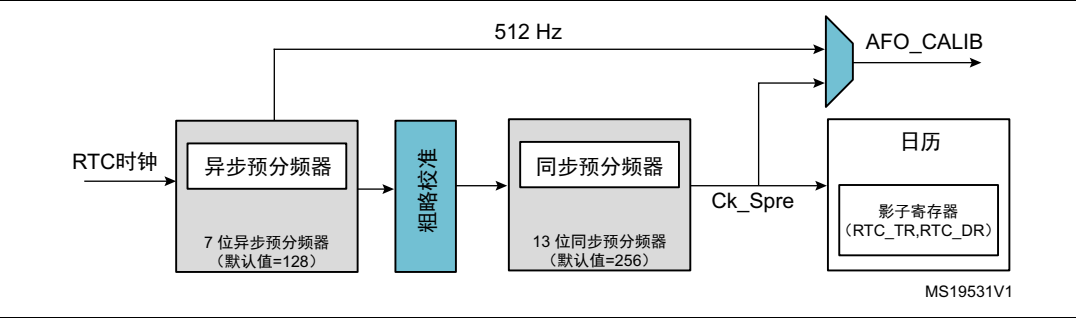 512 Hz
AFO_CALIB
RTC时钟
异步预分频器
7 位异步预分频器
（默认值=128）
粗略校准
同步预分频器
13 位同步预分频器
（默认值=256）
Ck_Spre
日历
影子寄存器
（RTC_TR,RTC_DR）
MS19531V1